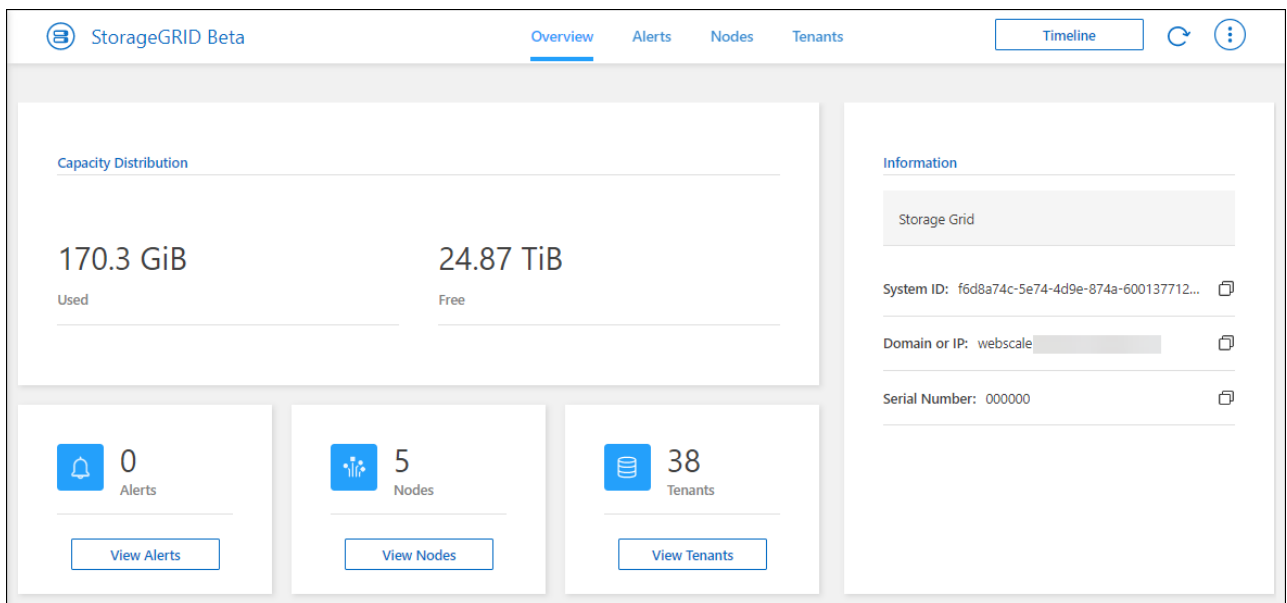 StorageGRID Beta
Overview
Alerts
Nodes
Tenants
Timeline
Capacity Distribution
170.3 GiB
Used
24.87 TiB
Free
0
Alerts
View Alerts
5
Nodes
View Nodes
38
Tenants
View Tenants
Information
Storage Grid
System ID: f6d8a74c-5e74-4d9e-874a-600137712...
Domain or IP: webscale
Serial Number: 000000